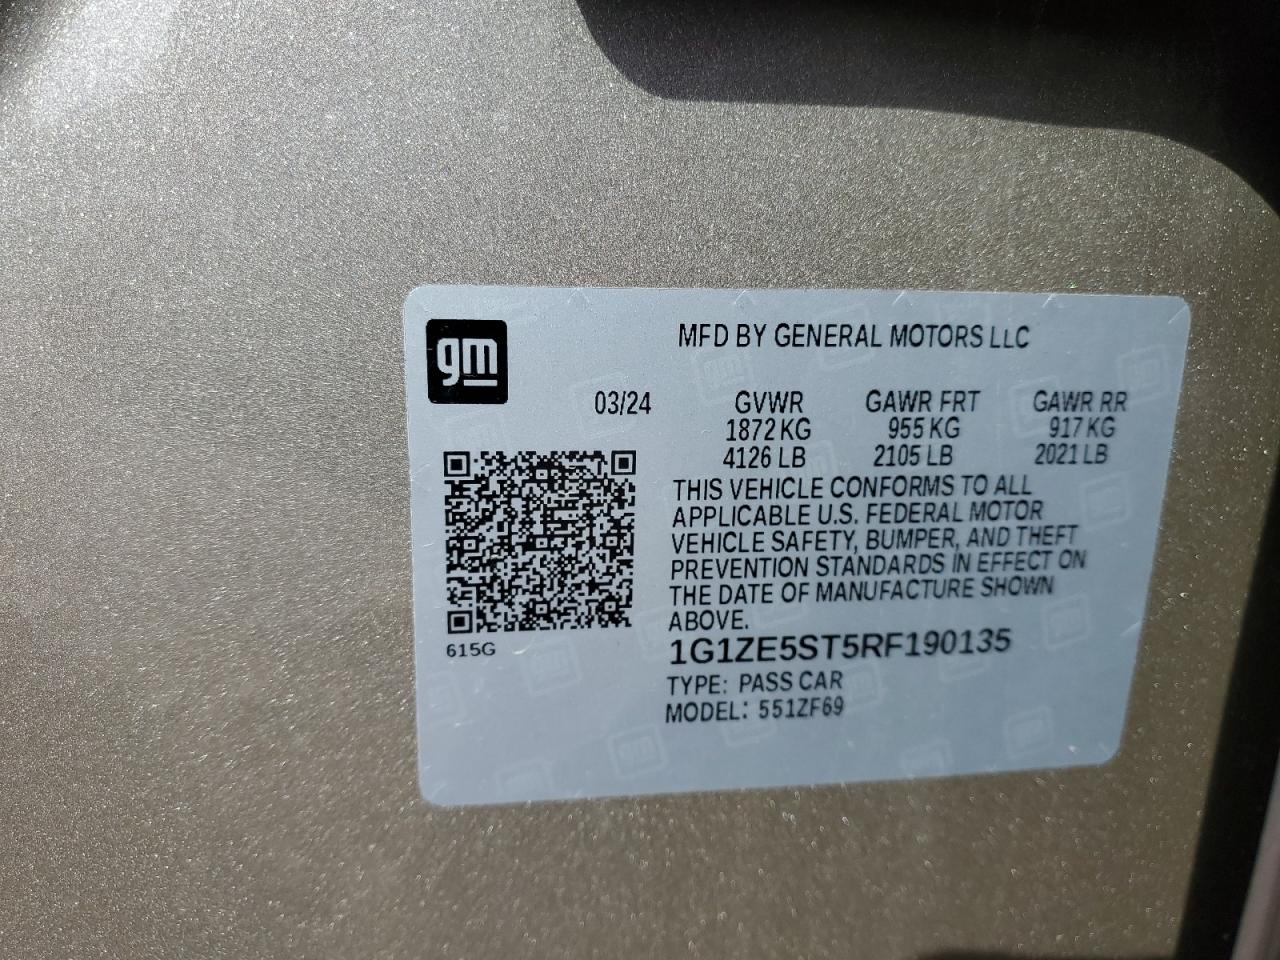 gm
MFD BY GENERAL MOTORS LLC
03/24 GVWR GAWR FRT GAWR RR
1872 KG 955 KG 917 KG
4126 LB 2105 LB 2021 LB
THIS VEHICLE CONFORMS TO ALL
APPLICABLE U.S. FEDERAL MOTOR
VEHICLE SAFETY, BUMPER, AND THEFT
PREVENTION STANDARDS IN EFFECT ON
THE DATE OF MANUFACTURE SHOWN
ABOVE.
615G
1G1ZE5ST5RF190135
TYPE: PASS CAR
MODEL: 551ZF69